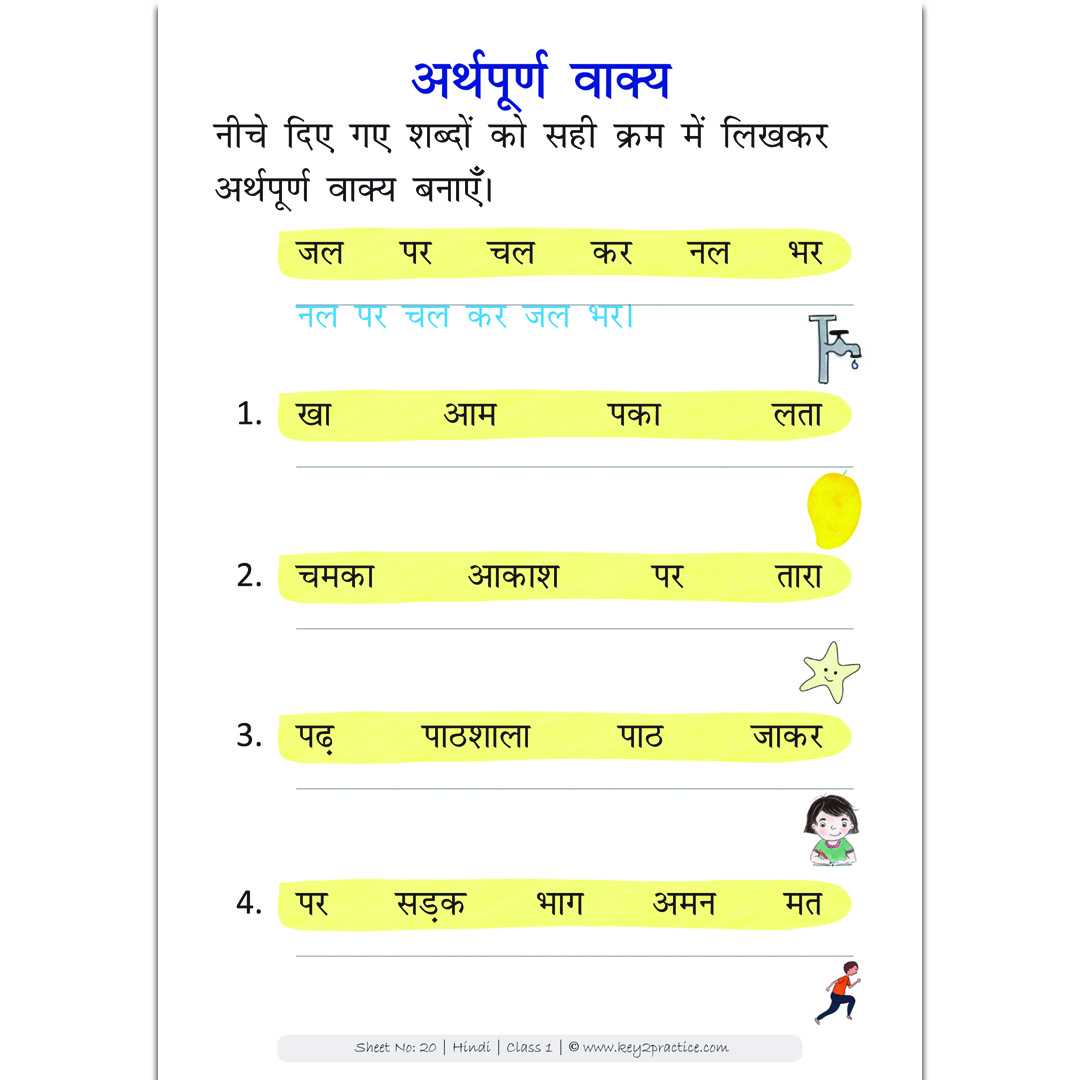 अर्थपूर्ण वाक्य
नीचे दिए गए शब्दों को सही क्रम में लिखकर
अर्थपूर्ण वाक्य बनाएँ।
जल पर चल कर नल भर
नल पर चल कर जल भर।
1. खा आम पका लता
2. चमका आकाश पर तारा
3. पढ़ पाठशाला पाठ जाकर
4. पर सड़क भाग अमन मत
Sheet No: 20 | Hindi | Class 1 | © www.key2practice.com